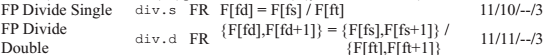 FP Divide Single div.s FR F[fd] = F[fs] / F[ft] 11/10/--/3
FP Divide Double div.d FR {F[fd],F[fd+1]} = {F[fs],F[fs+1]} / {F[ft],F[ft+1]} 11/11/--/3